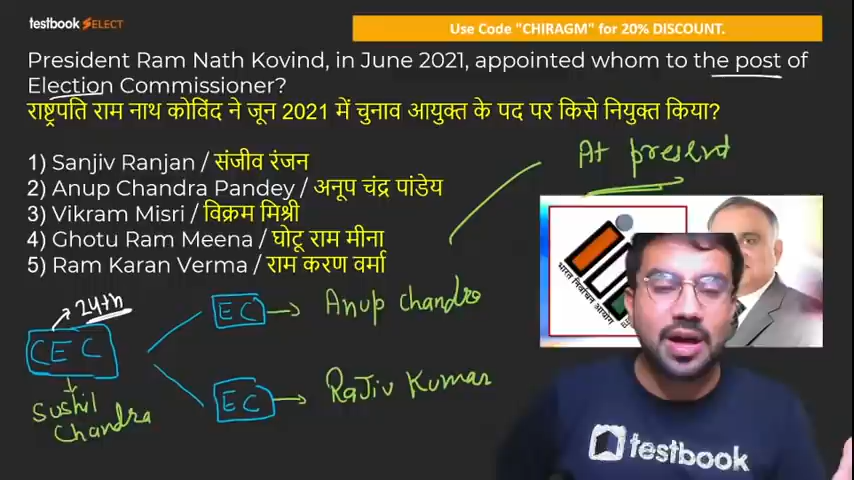 testbook SELECT
Use Code "CHIRAGM" for 20% DISCOUNT.
President Ram Nath Kovind, in June 2021, appointed whom to the post of
Election Commissioner?
राष्ट्रपति राम नाथ कोविंद ने जून 2021 में चुनाव आयुक्त के पद पर किसे नियुक्त किया?
At present
1) Sanjiv Ranjan / संजीव रंजन
2) Anup Chandra Pandey / अनूप चंद्र पांडेय
3) Vikram Misri / विक्रम मिश्री
4) Ghotu Ram Meena / घोटू राम मीना
5) Ram Karan Verma / राम करण वर्मा
भारत निर्वाचन आयोग
24th
EC Anup Chandra
CEC
EC Rajiv Kumar
Sushil
Chandra
testbook